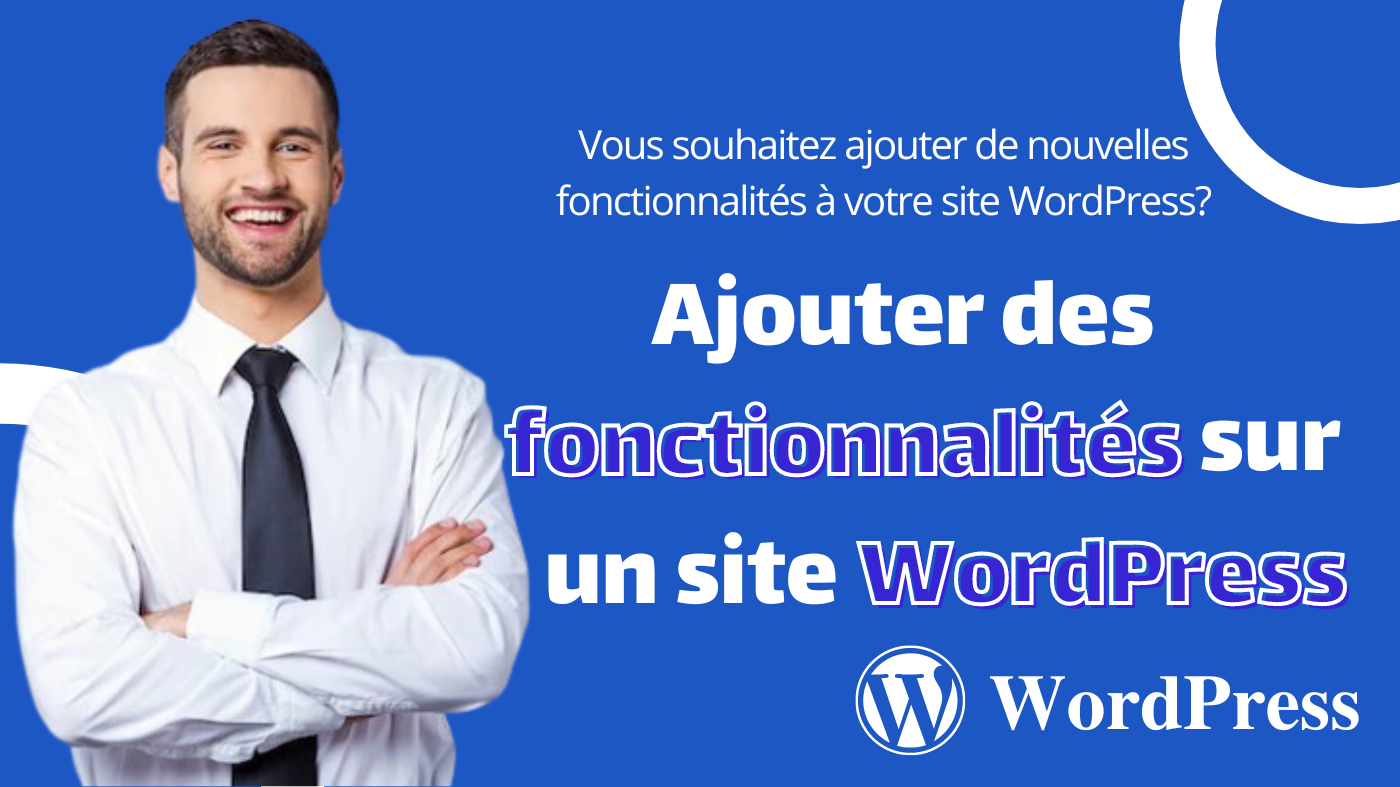 Vous souhaitez ajouter de nouvelles
fonctionnalités à votre site WordPress?
Ajouter des
fonctionnalités sur
un site WordPress
WordPress